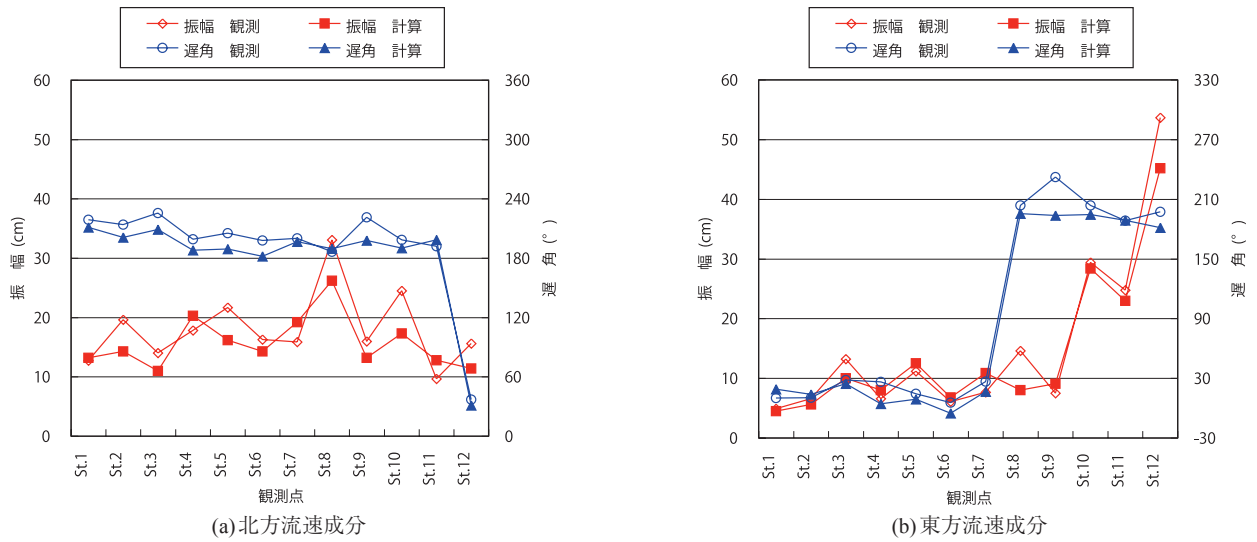 振幅　観測
振幅　計算
遅角　観測
遅角　計算
60
50
40
30
20
10
0
振　幅 (cm)
360
300
240
180
120
60
0
遅　角 (°)
St.1
St.2
St.3
St.4
St.5
St.6
St.7
St.8
St.9
St.10
St.11
St.12
観測点
(a)北方流速成分
振幅　観測
振幅　計算
遅角　観測
遅角　計算
60
50
40
30
20
10
0
振　幅 (cm)
330
270
210
150
90
30
-30
遅　角 (°)
St.1
St.2
St.3
St.4
St.5
St.6
St.7
St.8
St.9
St.10
St.11
St.12
観測点
(b)東方流速成分